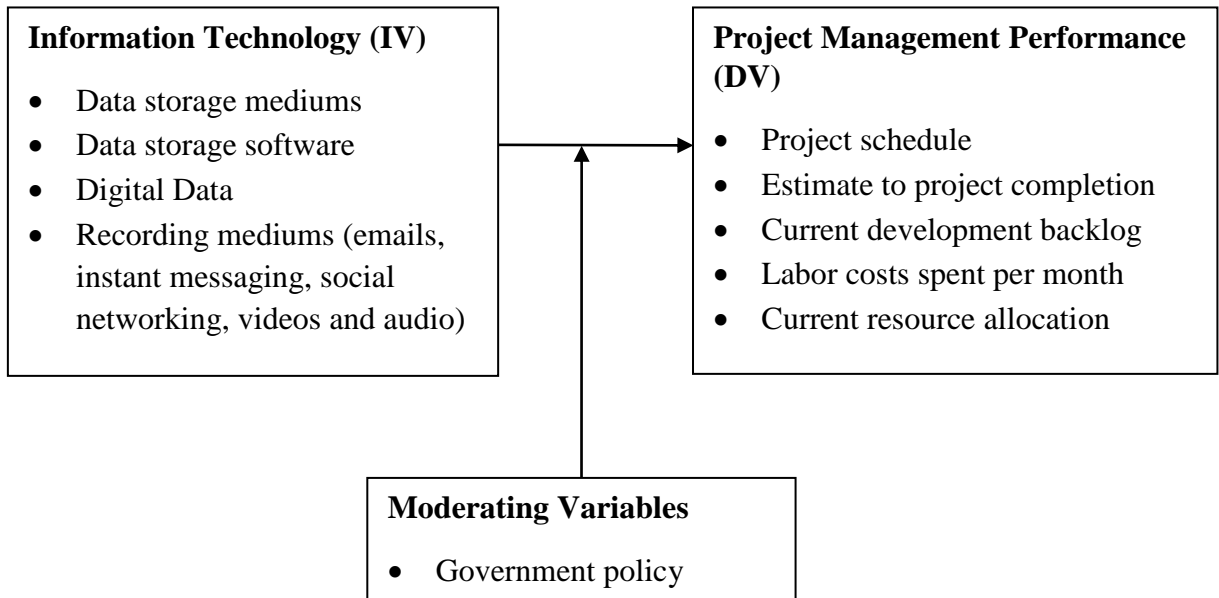 Information Technology (IV)
• Data storage mediums
• Data storage software
• Digital Data
• Recording mediums (emails,
instant messaging, social
networking, videos and audio)
Project Management Performance
(DV)
• Project schedule
• Estimate to project completion
• Current development backlog
• Labor costs spent per month
• Current resource allocation
Moderating Variables
• Government policy